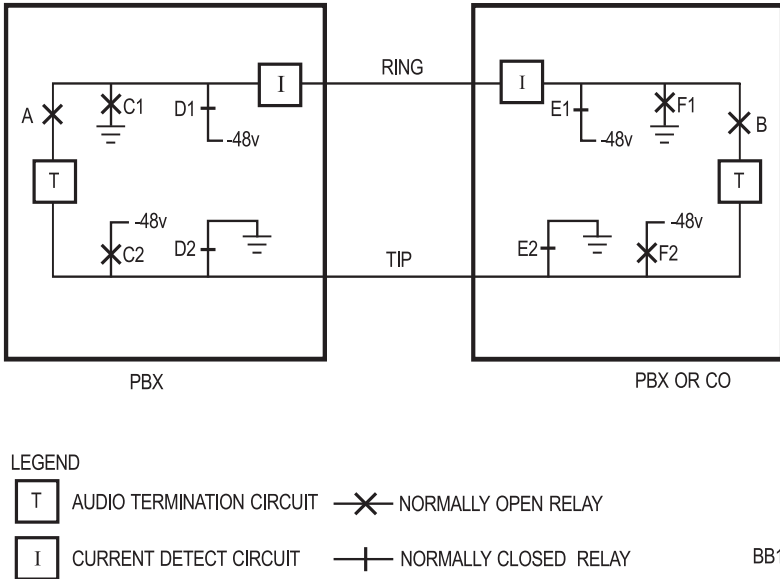 RING
I
I
A
C1
D1
-48v
E1
-48v
F1
B
T
T
-48v
C2
D2
E2
-48v
F2
TIP
PBX
PBX OR CO
LEGEND
T AUDIO TERMINATION CIRCUIT
NORMALLY OPEN RELAY
I CURRENT DETECT CIRCUIT
NORMALLY CLOSED RELAY
BB1